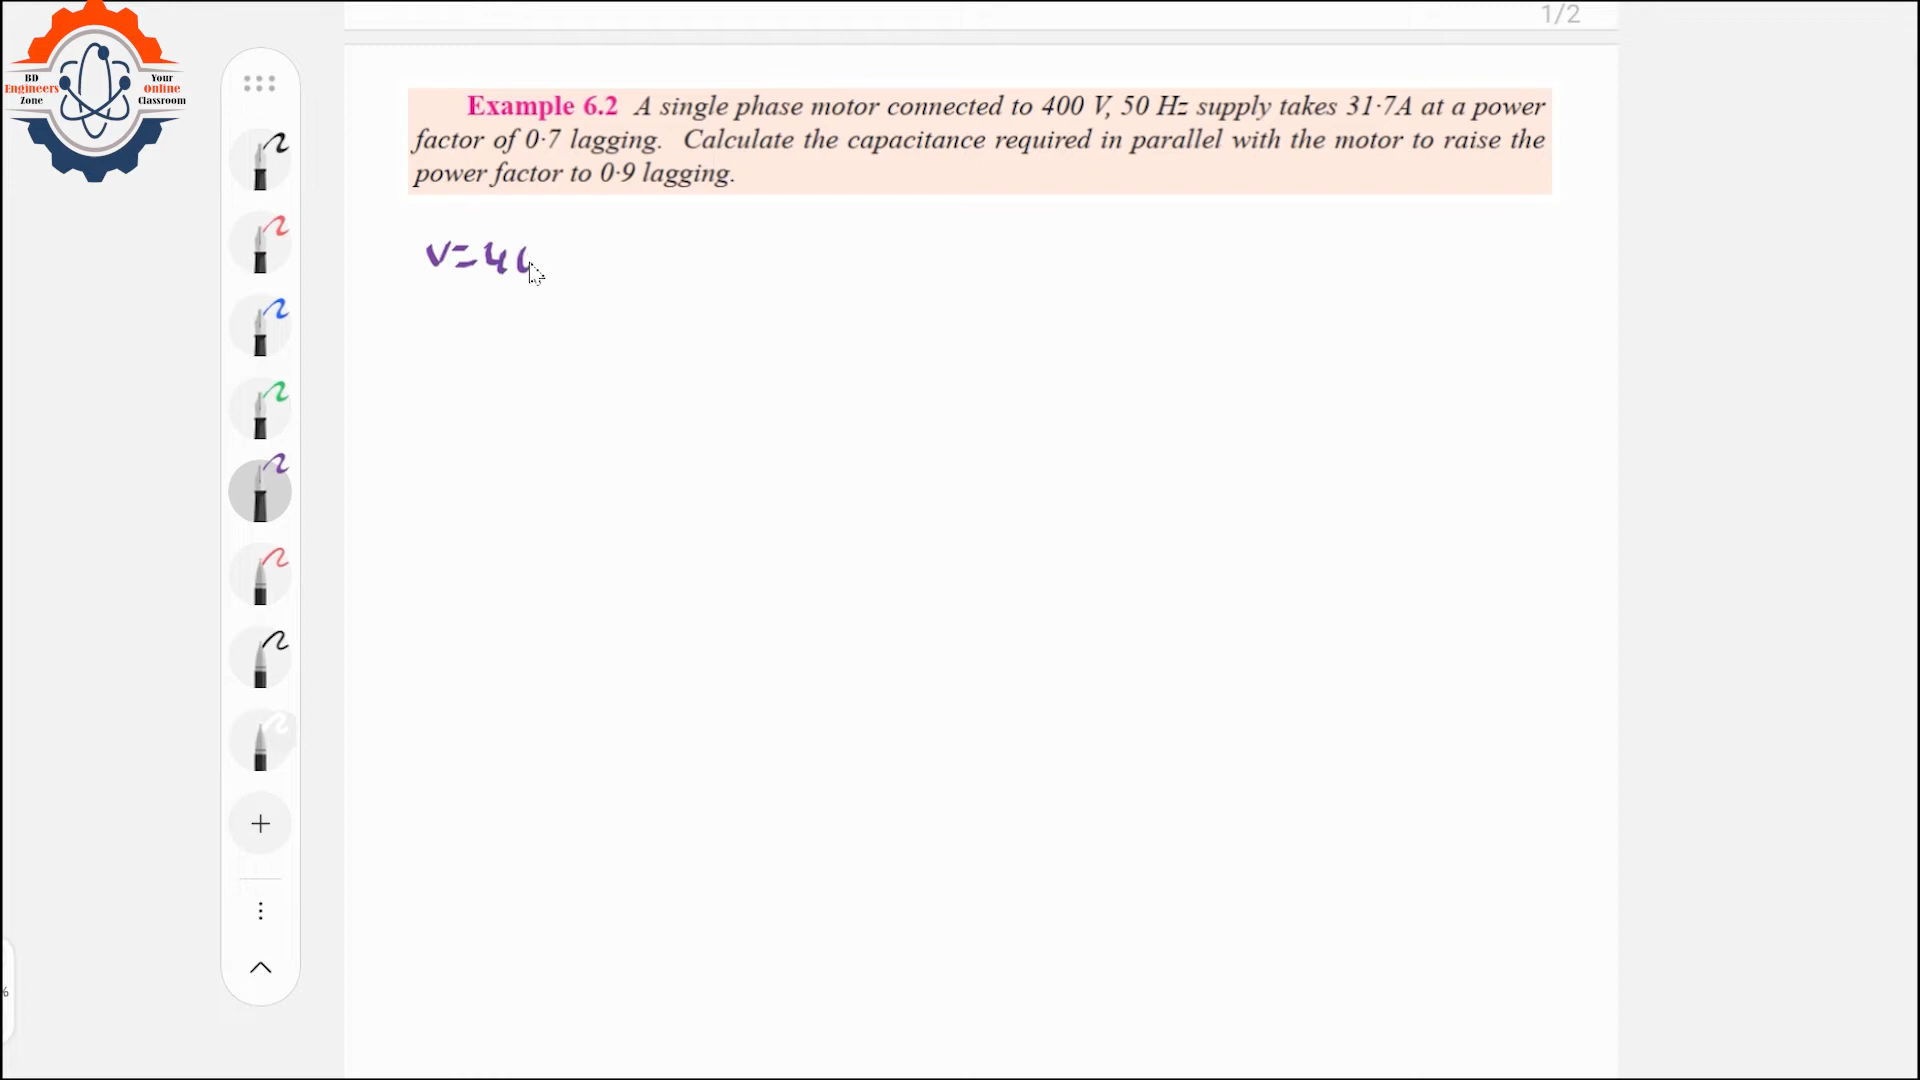 1/2
BD
Engineers
Zone
Your
Online
Classroom
Example 6.2 A single phase motor connected to 400 V, 50 Hz supply takes 31·7A at a power
factor of 0·7 lagging. Calculate the capacitance required in parallel with the motor to raise the
power factor to 0·9 lagging.
V=40
%